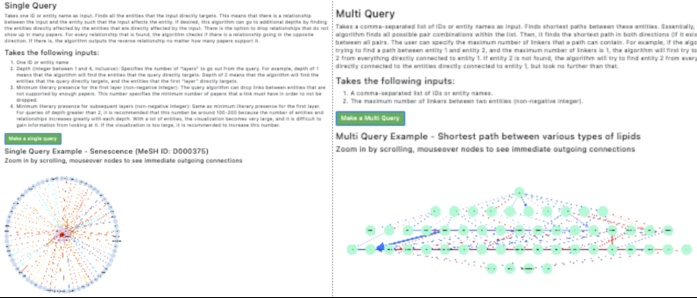 Single Query
Takes one ID or entity name as input. Finds all the entities that the input directly targets. This means that there is a relationship
between the input and the entity such that the input affects the entity. If desired, this algorithm can go to additional depths by finding
the entities that are directly affected by the entities that are directly affected by the input. There is the option to drop relationships that do not
show up in many papers. For every relationship that is found, the algorithm checks if there is a relationship going in the opposite
direction. If there is, the algorithm outputs the reverse relationship no matter how many papers support it.
Takes the following inputs:
1. One ID or entity name
2. Depth (integer between 1 and 4, inclusive): Specifies the number of "layers" to go out from the query. For example, depth of 1
means that the algorithm will find the entities that the query directly targets. Depth of 2 means that the algorithm will find the
entities that the query directly targets, and the entities that the first "layer" directly targets.
3. Minimum literary presence for the first layer (non-negative integer): The query algorithm can drop links between entities that are
not supported by enough papers. This number specifies the minimum number of papers that a link must have in order to not be
dropped.
4. Minimum literary presence for subsequent layers (non-negative integer): Same as minimum literary presence for the first layer.
For queries of depth greater than 2, it is recommended that this number be around 100-200 because the number of entities and
relationships increases greatly with each depth. With a lot of entities, the visualization becomes very large, and it is difficult to
gain information from looking at it. If the visualization is too large, it is recommended to increase this number.
Make a single query
Single Query Example - Senescence (MeSH ID: D000375)
Zoom in by scrolling, mouseover nodes to see immediate outgoing connections
Multi Query
Takes a comma-separated list of IDs or entity names as input. Finds shortest paths between these entities. Essentially,
algorithm finds all possible pair combinations within the list. Then, it finds the shortest path in both directions (if it exis
between all pairs. The user can specify the maximum number of linkers that a path can contain. For example, if the algo
trying to find a path between entity 1 and entity 2, and the maximum number of linkers is 1, the algorithm will first try to
2 from everything directly connected to 1. If entity 2 is not found, the algorithm will try to find entity 2 from every
directly connected to entity 1, but look no further than that.
Takes the following inputs:
1. A comma-separated list of IDs or entity names.
2. The maximum number of linkers between two entities (non-negative integer).
Make a Multi Query
Multi Query Example - Shortest path between various types of lipids
Zoom in by scrolling, mouseover nodes to see immediate outgoing connections